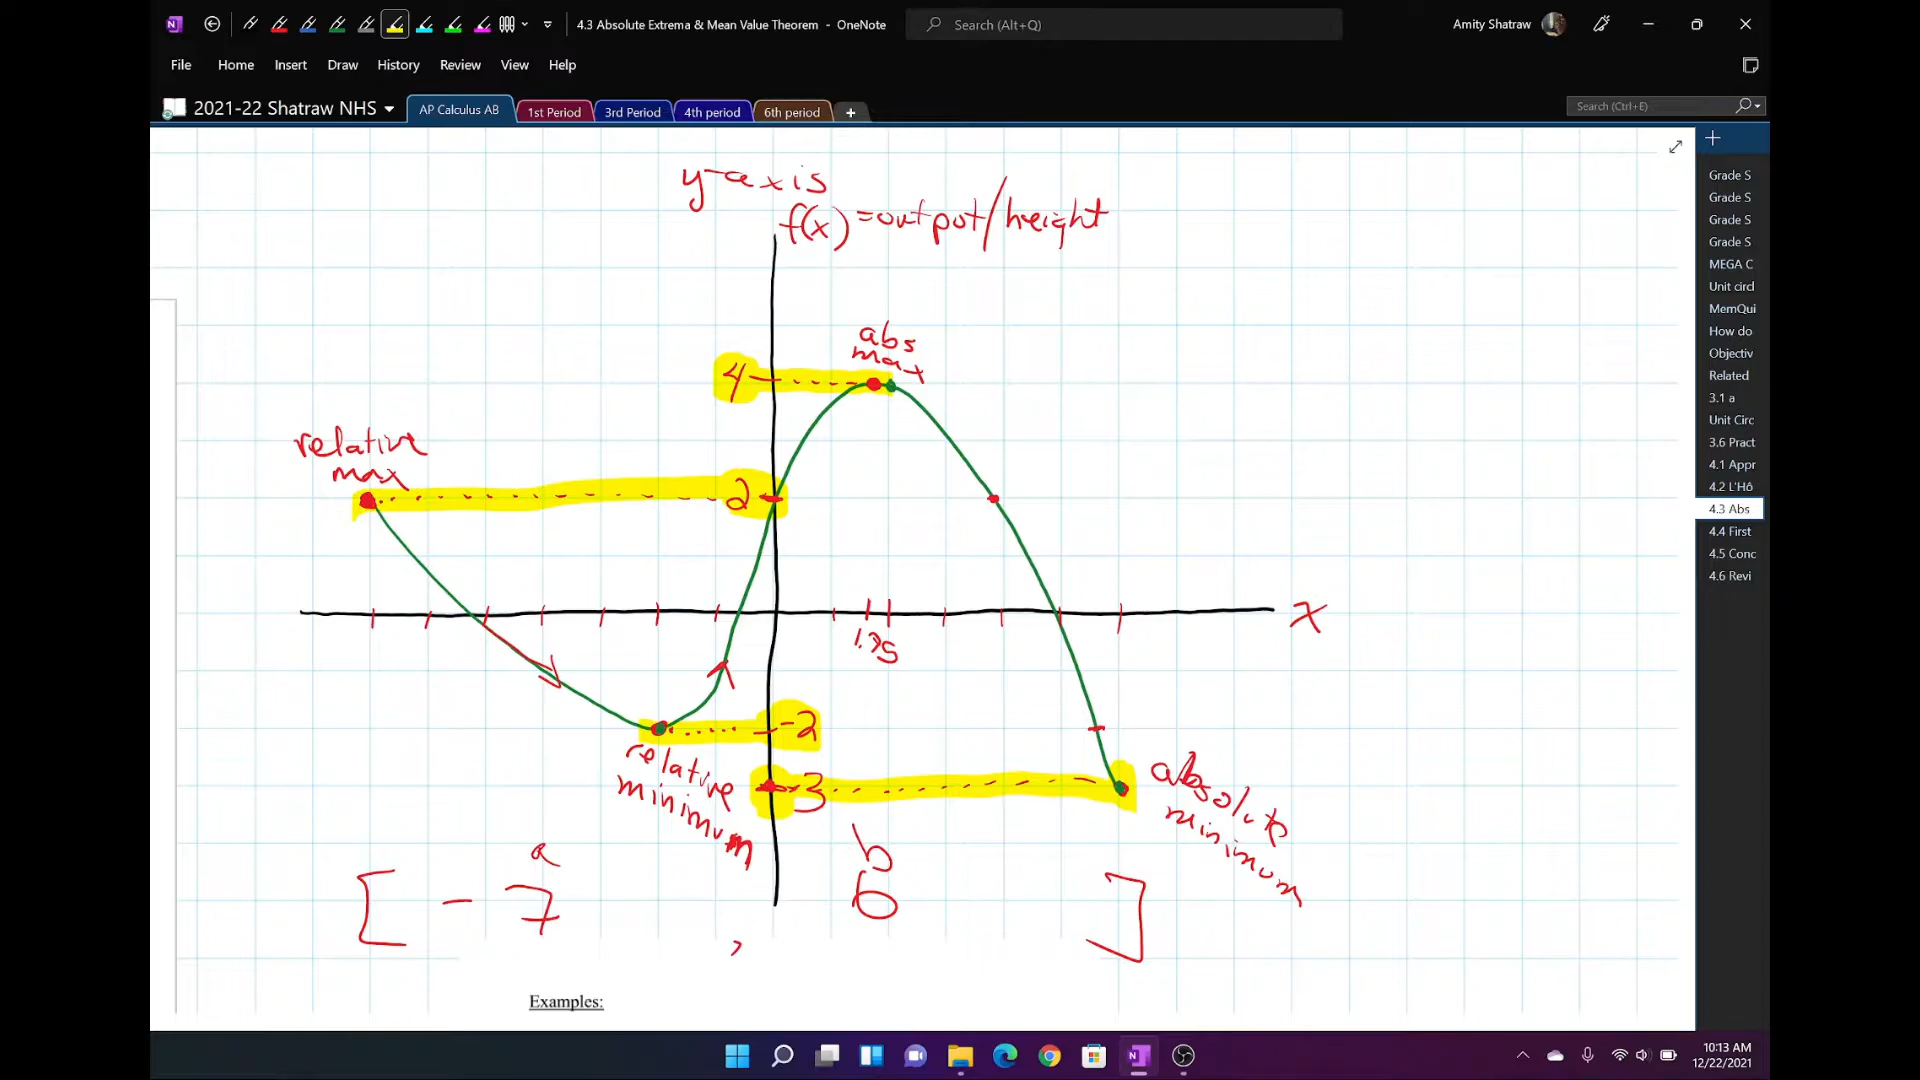 4.3 Absolute Extrema & Mean Value Theorem - OneNote
Search (Alt+Q)
Amity Shatraw
File Home Insert Draw History Review View Help
2021-22 Shatraw NHS
AP Calculus AB
1st Period
3rd Period
4th period
6th period
+
Search (Ctrl+E)
y-axis
f(x)=output/height
abs
max
4
relative
max
2
x
1.75
-2
relative
minimum
-3
absolute
minimum
a b
[-7, 6]
Examples:
Grade S
Grade S
Grade S
Grade S
MEGA C
Unit circl
MemQui
How do
Objectiv
Related
3.1 a
Unit Circ
3.6 Pract
4.1 Appr
4.2 L'Hô
4.3 Abs
4.4 First
4.5 Conc
4.6 Revi
10:13 AM
12/22/2021